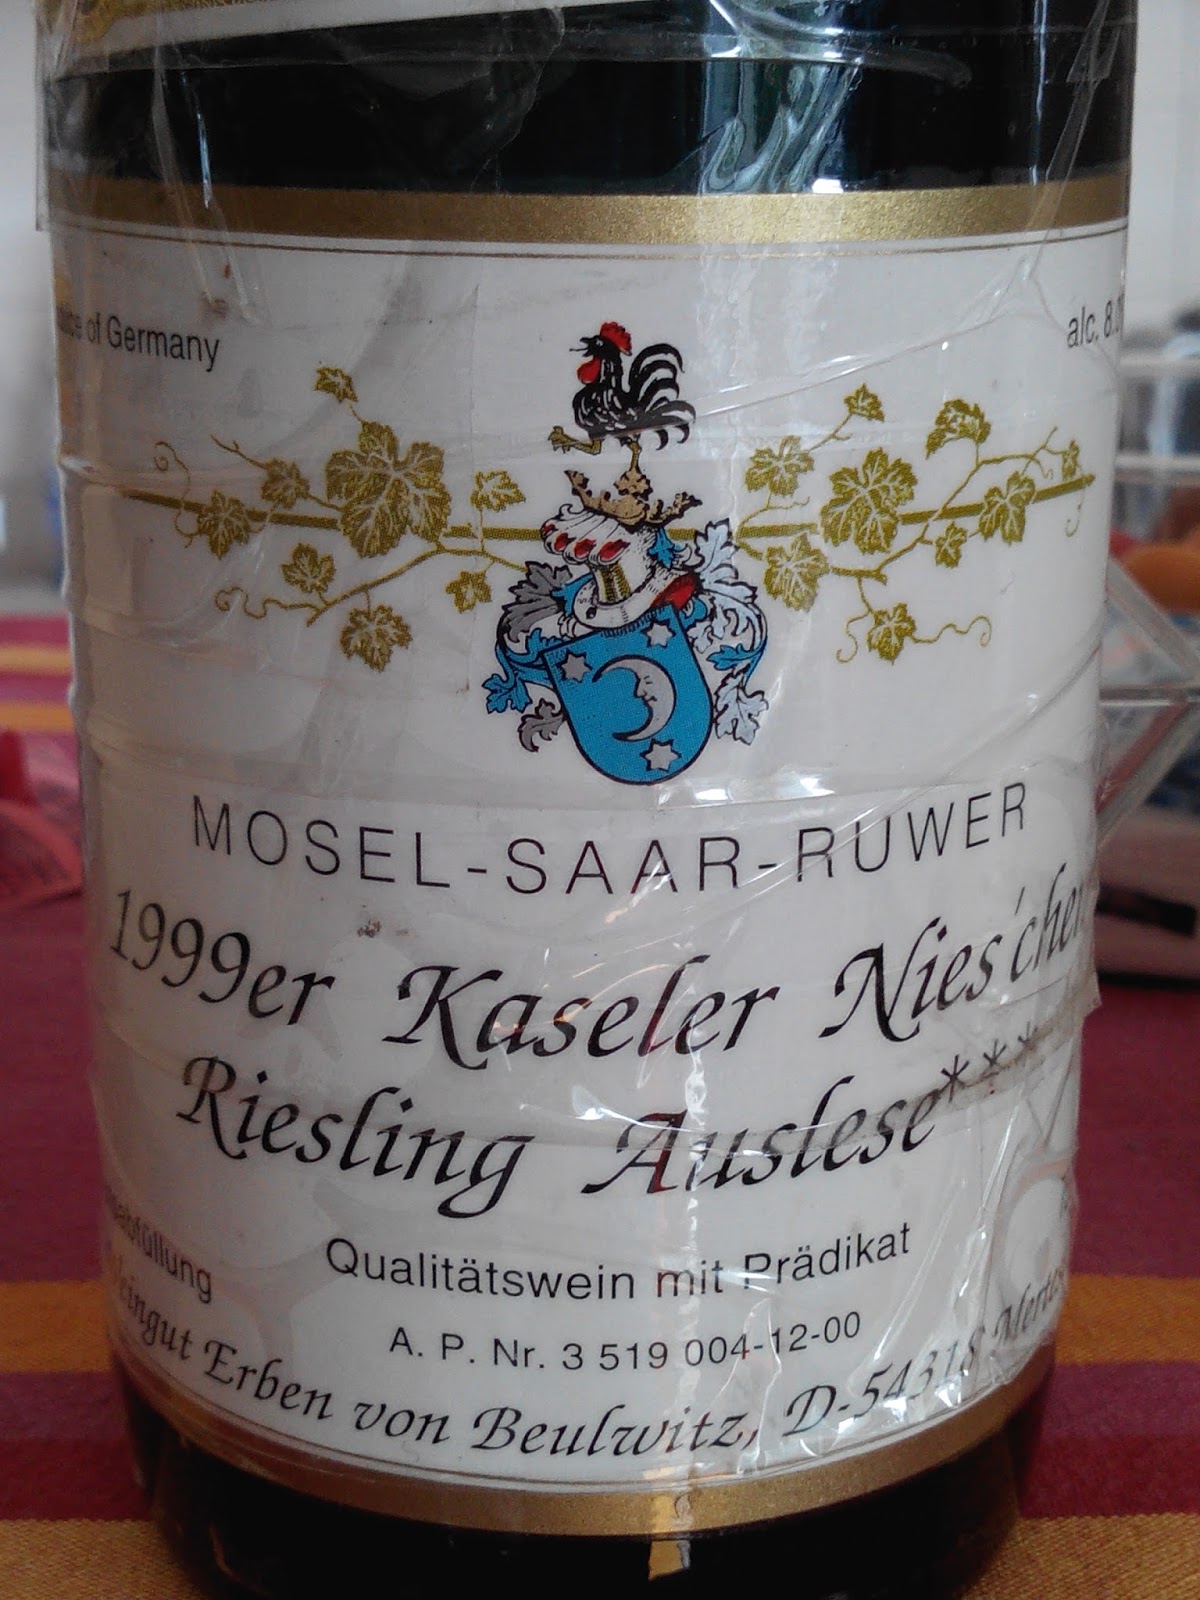 of Germany
alc.
MOSEL-SAAR-RUWER
1999er Kaseler Nies'chen
Riesling Auslese***
Qualitätswein mit Prädikat
A. P. Nr. 3 519 004-12-00
Weingut Erben von Beulwitz, D-54318